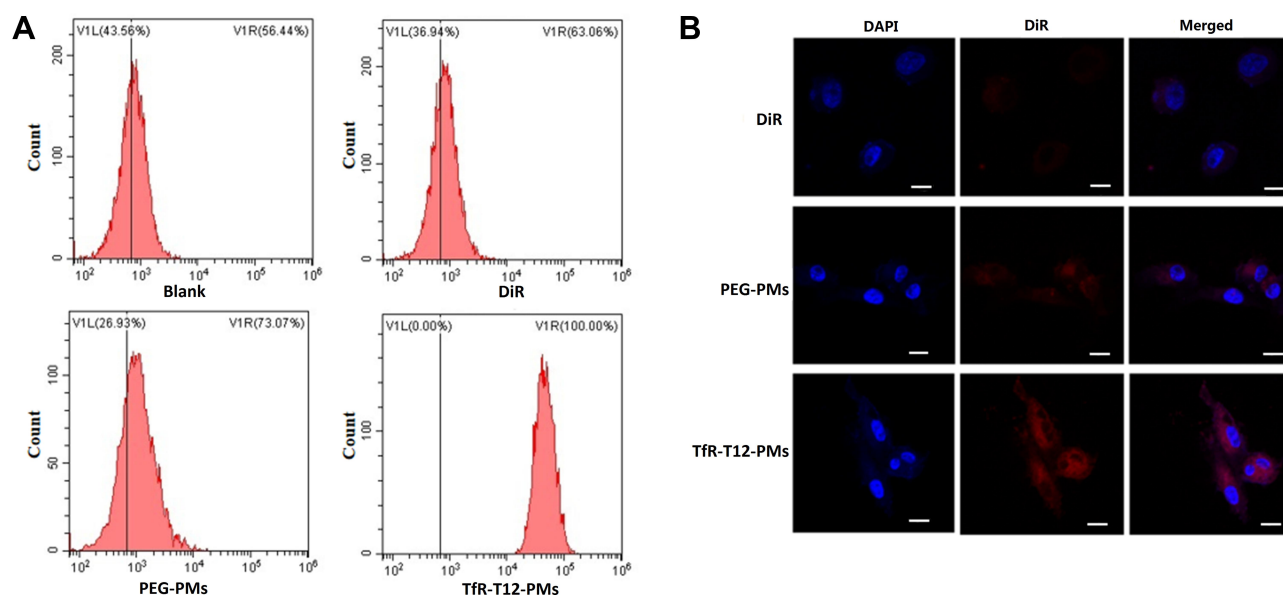 A
V1L(43.56%) V1R(56.44%)
Count
200
100
0
10² 10³ 10⁴ 10⁵ 10⁶
Blank
V1L(36.94%) V1R(63.06%)
Count
200
100
0
10² 10³ 10⁴ 10⁵ 10⁶
DiR
V1L(26.93%) V1R(73.07%)
Count
100
50
0
10² 10³ 10⁴ 10⁵ 10⁶
PEG-PMs
V1L(0.00%) V1R(100.00%)
Count
100
0
10² 10³ 10⁴ 10⁵ 10⁶
TfR-T12-PMs
B
DAPI DiR Merged
DiR
PEG-PMs
TfR-T12-PMs